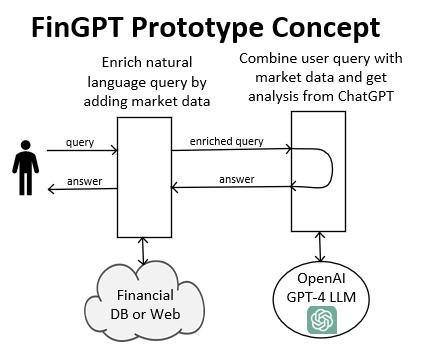 FinGPT Prototype Concept
Enrich natural
language query by
adding market data
Combine user query with
market data and get
analysis from ChatGPT
query
enriched query
answer
answer
Financial
DB or Web
OpenAI
GPT-4 LLM